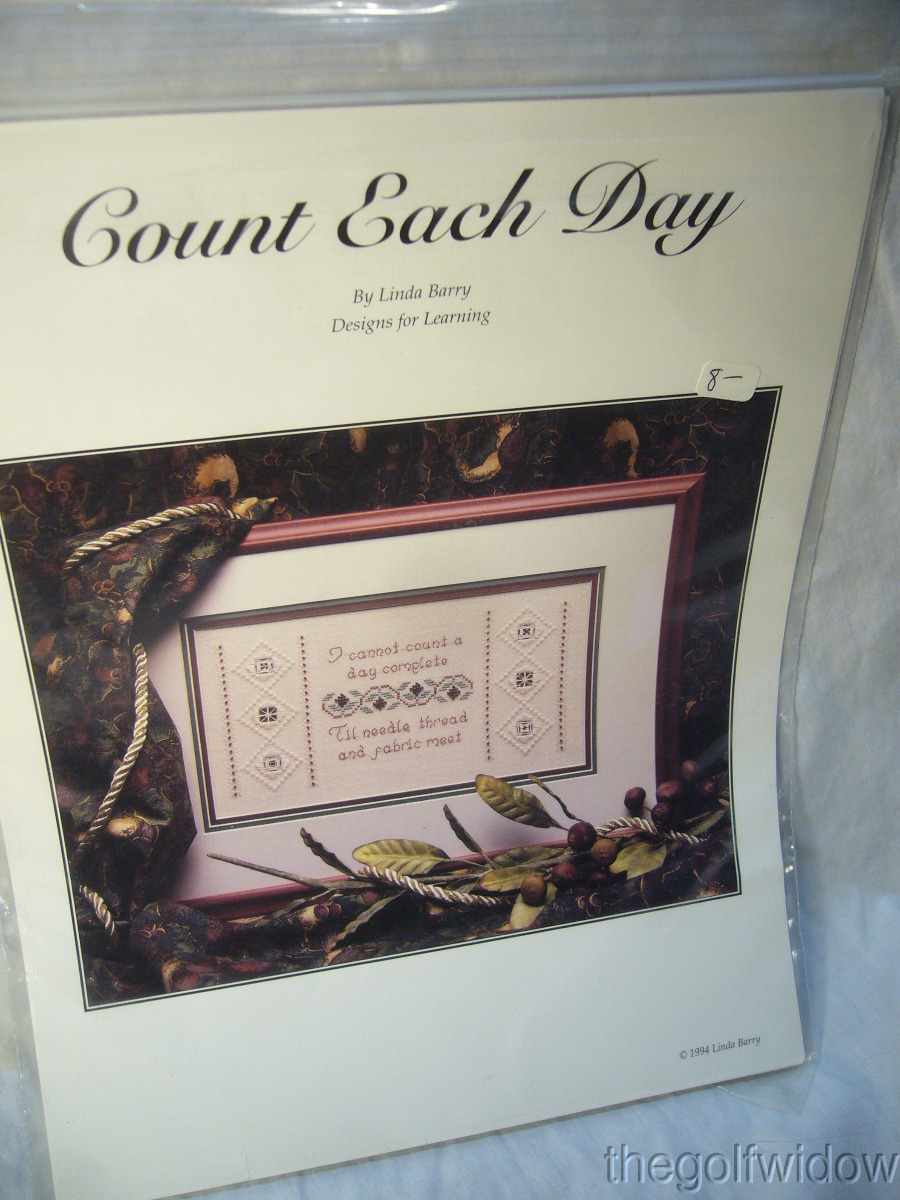 Count Each Day
By Linda Barry
Designs for Learning
8—
I cannot count a
day complete
'Til needle thread
and fabric meet
© 1994 Linda Barry
thegolfwidow